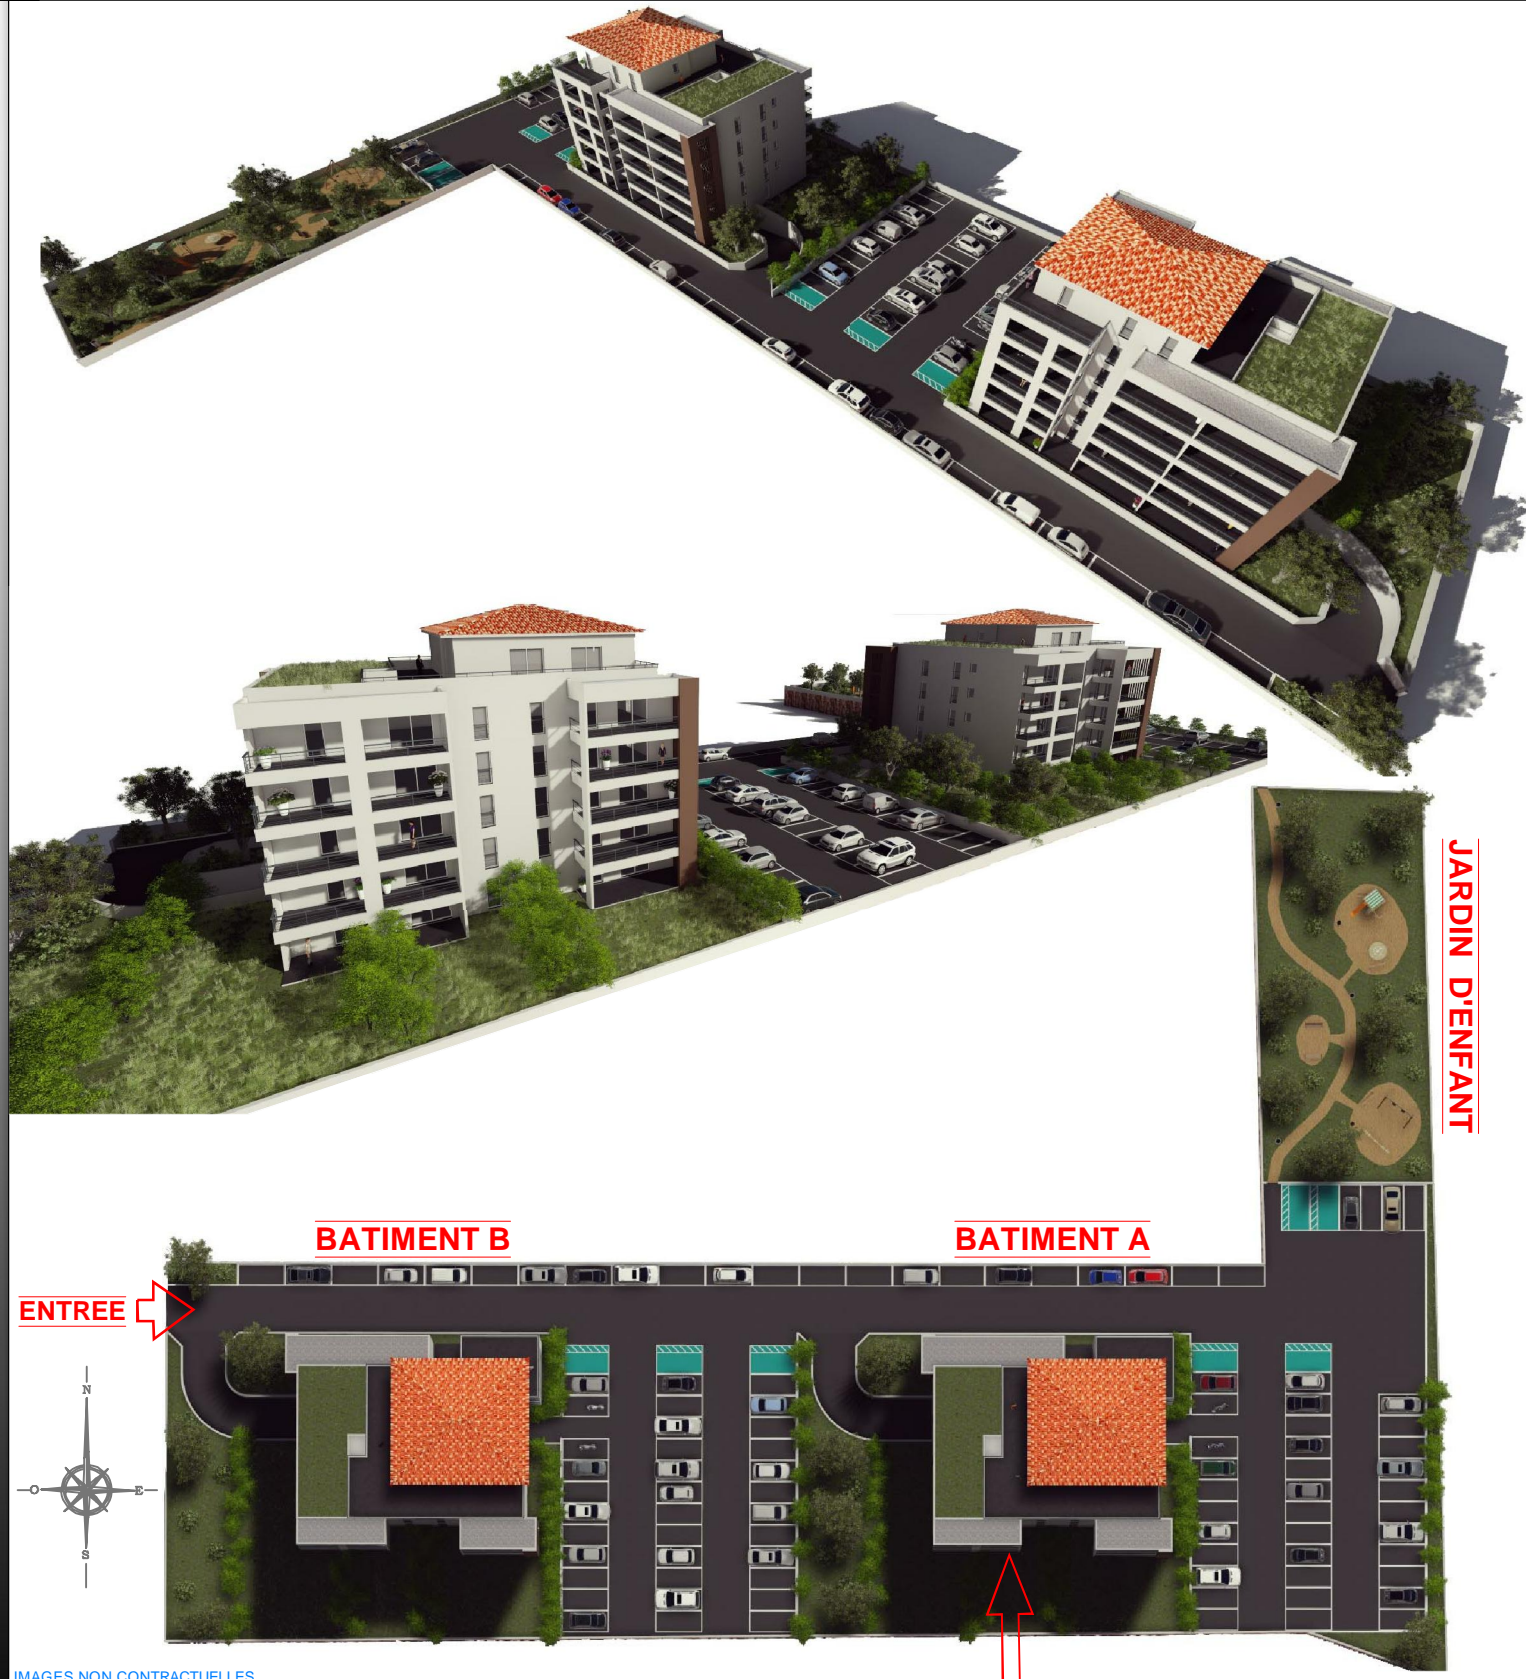 JARDIN D'ENFANT
BATIMENT B
BATIMENT A
ENTREE
N
O
E
S
IMAGES NON CONTRACTUELLES